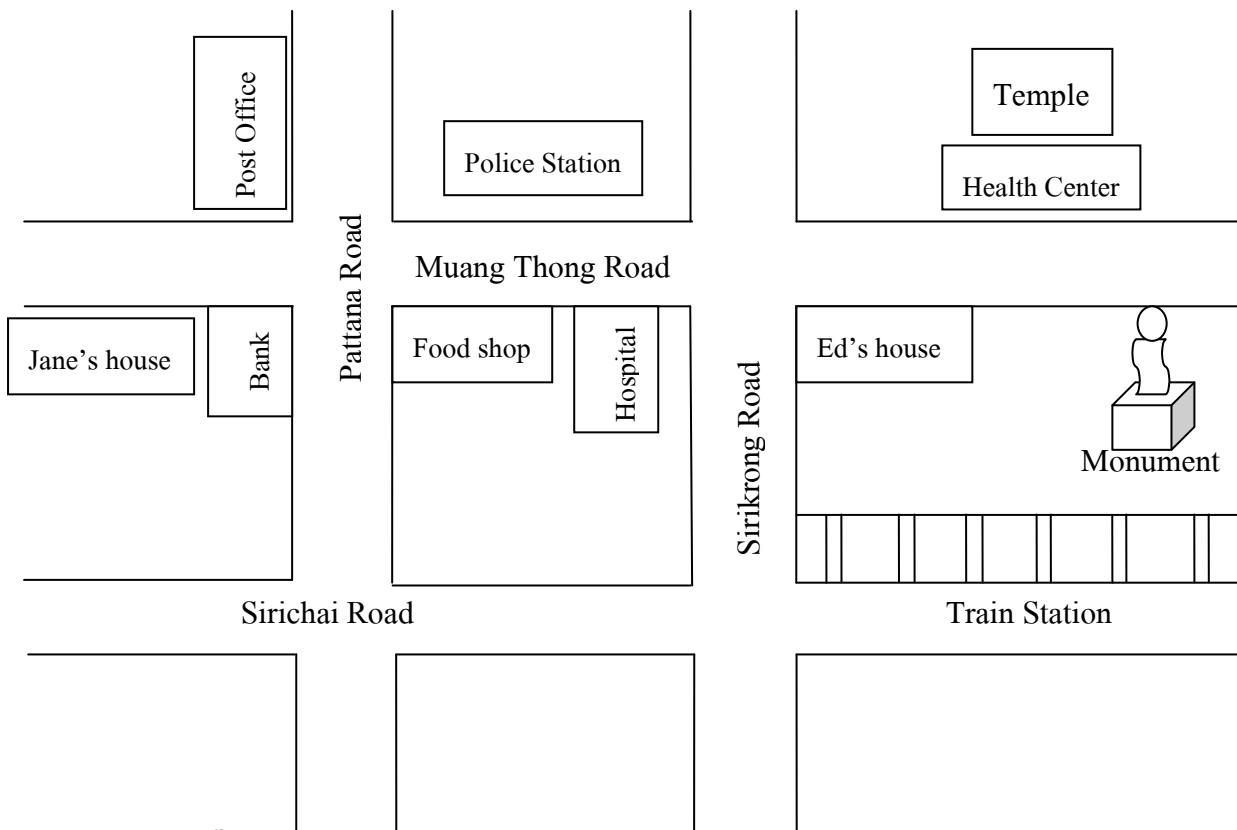 Post Office
Police Station
Temple
Health Center
Pattana Road
Muang Thong Road
Jane's house
Bank
Food shop
Hospital
Sirikrong Road
Ed's house
Monument
Sirichai Road
Train Station